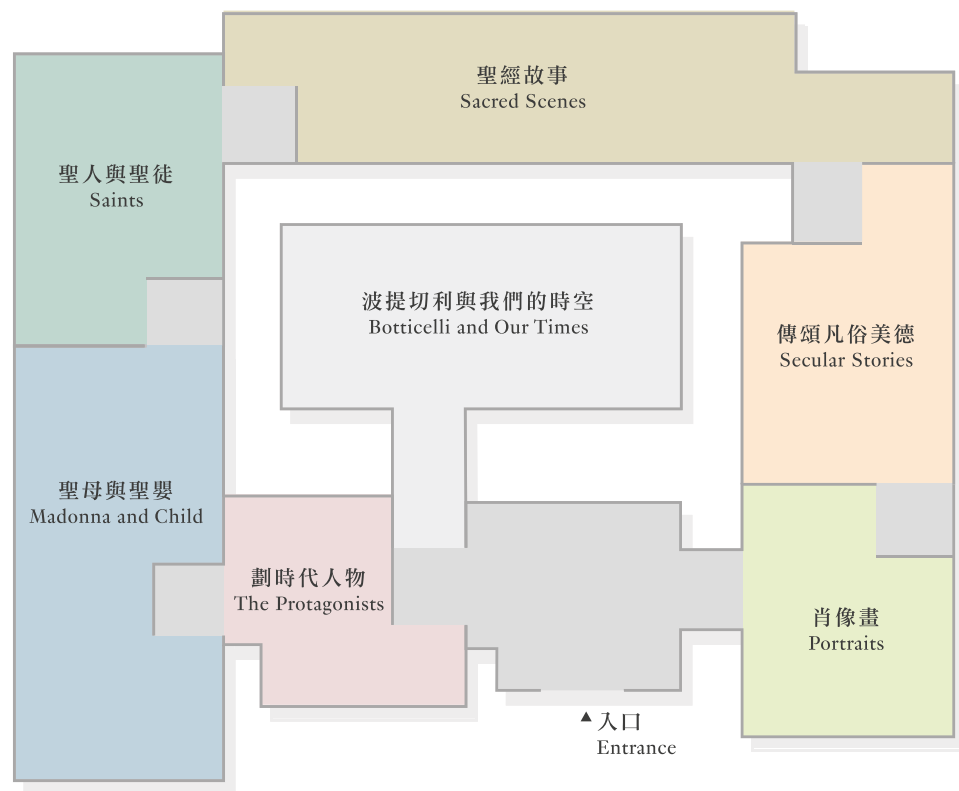 聖經故事
Sacred Scenes
聖人與聖徒
Saints
波提切利與我們的時空
Botticelli and Our Times
傳頌凡俗美德
Secular Stories
聖母與聖嬰
Madonna and Child
劃時代人物
The Protagonists
肖像畫
Portraits
▲入口
Entrance